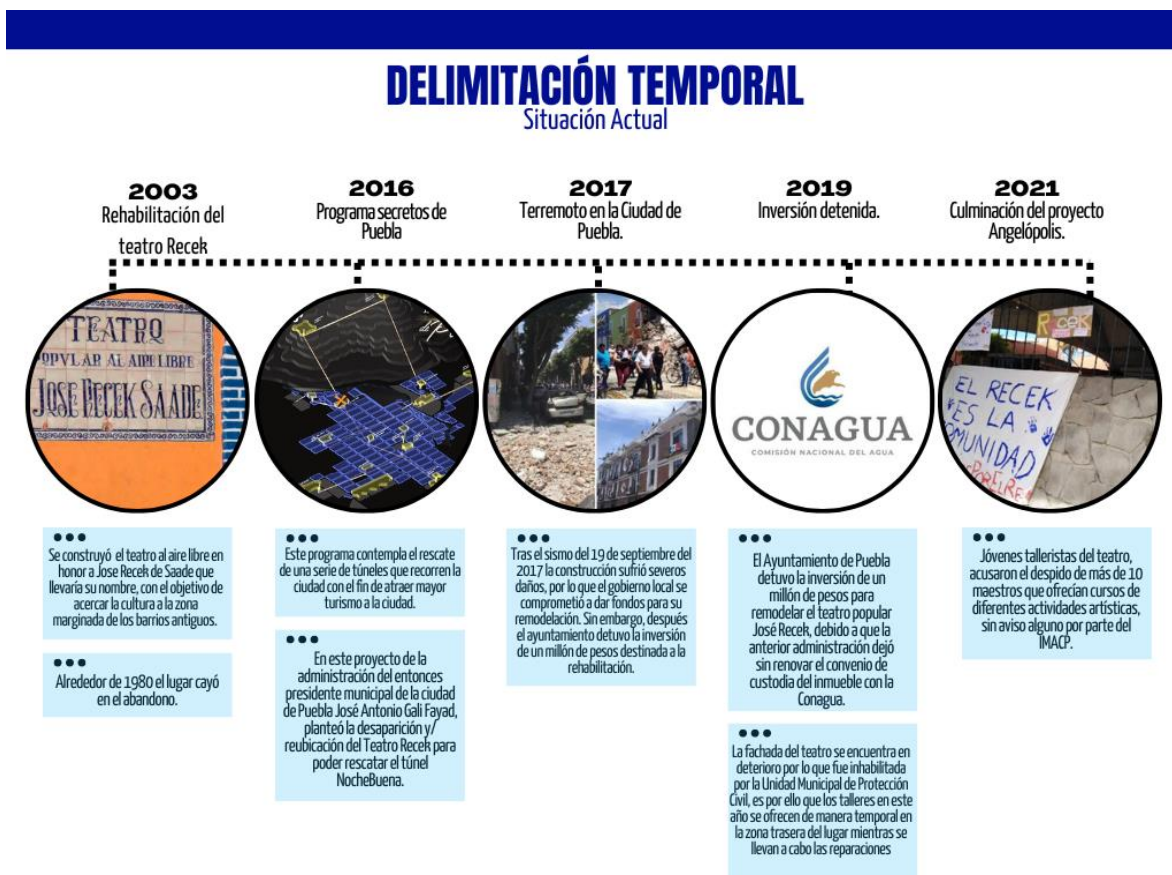 DELIMITACIÓN TEMPORAL
Situación Actual
2003
Rehabilitación del
teatro Recek
2016
Programa secretos de
Puebla
2017
Terremoto en la Ciudad de
Puebla.
2019
Inversión detenida.
2021
Culminación del proyecto
Angelópolis.
TEATRO
POPVLAR AL AIRE LIBRE
JOSE RECEK SAADE
CONAGUA
COMISIÓN NACIONAL DEL AGUA
EL RECEK
ES LA
OMUNIDAD
Se construyó el teatro al aire libre en
honor a Jose Recek de Saade que
llevaría su nombre, con el objetivo de
acercar la cultura a la zona
marginada de los barrios antiguos.
Alrededor de 1980 el lugar cayó
en el abandono.
Este programa contempla el rescate
de una serie de túneles que recorren la
ciudad con el fin de atraer mayor
turismo a la ciudad.
En este proyecto de la
administración del entonces
presidente municipal de la ciudad
de Puebla José Antonio Gali Fayad,
planteó la desaparición y/
reubicación del Teatro Recek para
poder rescatar el túnel
NocheBuena.
Tras el sismo del 19 de septiembre del
2017 la construcción sufrió severos
daños, por lo que el gobierno local se
comprometió a dar fondos para su
remodelación. Sin embargo, después
el ayuntamiento detuvo la inversión
de un millón de pesos destinada a la
rehabilitación.
El Ayuntamiento de Puebla
detuvo la inversión de un
millón de pesos para
remodelar el teatro popular
José Recek, debido a que la
anterior administración dejó
sin renovar el convenio de
custodia del inmueble con la
Conagua.
La fachada del teatro se encuentra en
deterioro por lo que fue inhabilitada
por la Unidad Municipal de Protección
Civil, es por ello que los talleres en este
año se ofrecen de manera temporal en
la zona trasera del lugar mientras se
llevan a cabo las reparaciones
Jóvenes talleristas del teatro,
acusaron el despido de más de 10
maestros que ofrecían cursos de
diferentes actividades artísticas,
sin aviso alguno por parte del
IMACP.